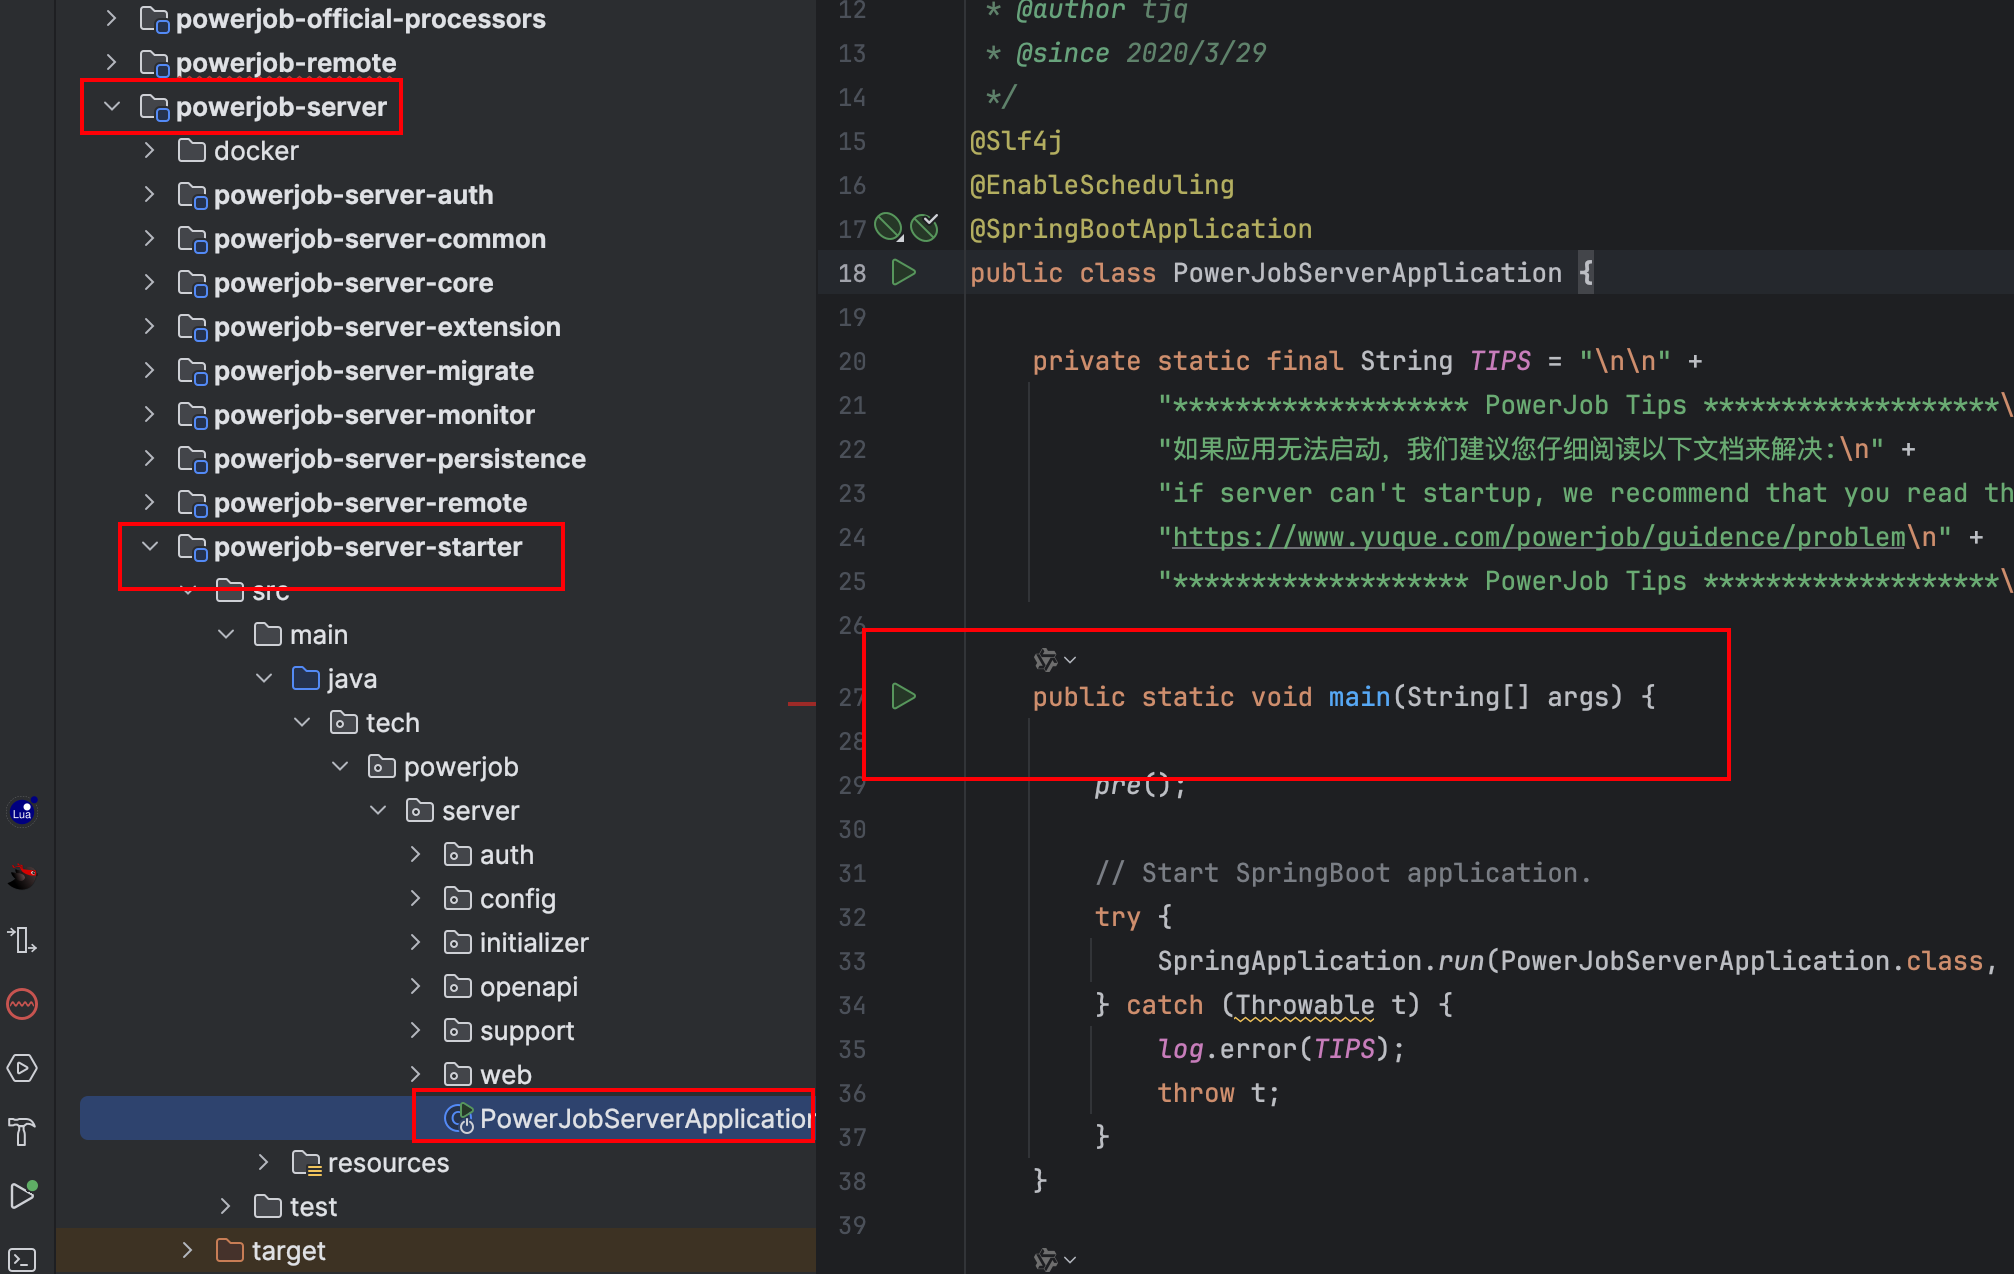 powerjob-official-processors
powerjob-remote
powerjob-server
docker
powerjob-server-auth
powerjob-server-common
powerjob-server-core
powerjob-server-extension
powerjob-server-migrate
powerjob-server-monitor
powerjob-server-persistence
powerjob-server-remote
powerjob-server-starter
src
main
java
tech
powerjob
server
auth
config
initializer
openapi
support
web
PowerJobServerApplication
resources
test
target
Lua
12 * @author tjq
13 * @since 2020/3/29
14 */
15 @Slf4j
16 @EnableScheduling
17 @SpringBootApplication
18 public class PowerJobServerApplication {
19
20 private static final String TIPS = "\n\n" +
21 "******************* PowerJob Tips *******************\
22 "如果应用无法启动，我们建议您仔细阅读以下文档来解决:\n" +
23 "if server can't startup, we recommend that you read th
24 "https://www.yuque.com/powerjob/guidence/problem\n" +
25 "******************* PowerJob Tips *******************\
26
27 public static void main(String[] args) {
28
29 pre();
30
31 // Start SpringBoot application.
32 try {
33 SpringApplication.run(PowerJobServerApplication.class,
34 } catch (Throwable t) {
35 log.error(TIPS);
36 throw t;
37 }
38 }
39